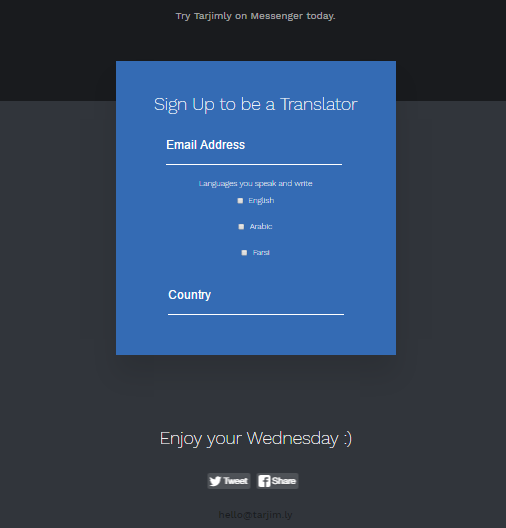 Try Tarjimly on Messenger today.
Sign Up to be a Translator
Email Address
Languages you speak and write
English
Arabic
Farsi
Country
Enjoy your Wednesday :)
Tweet Share
hello@tarjim.ly